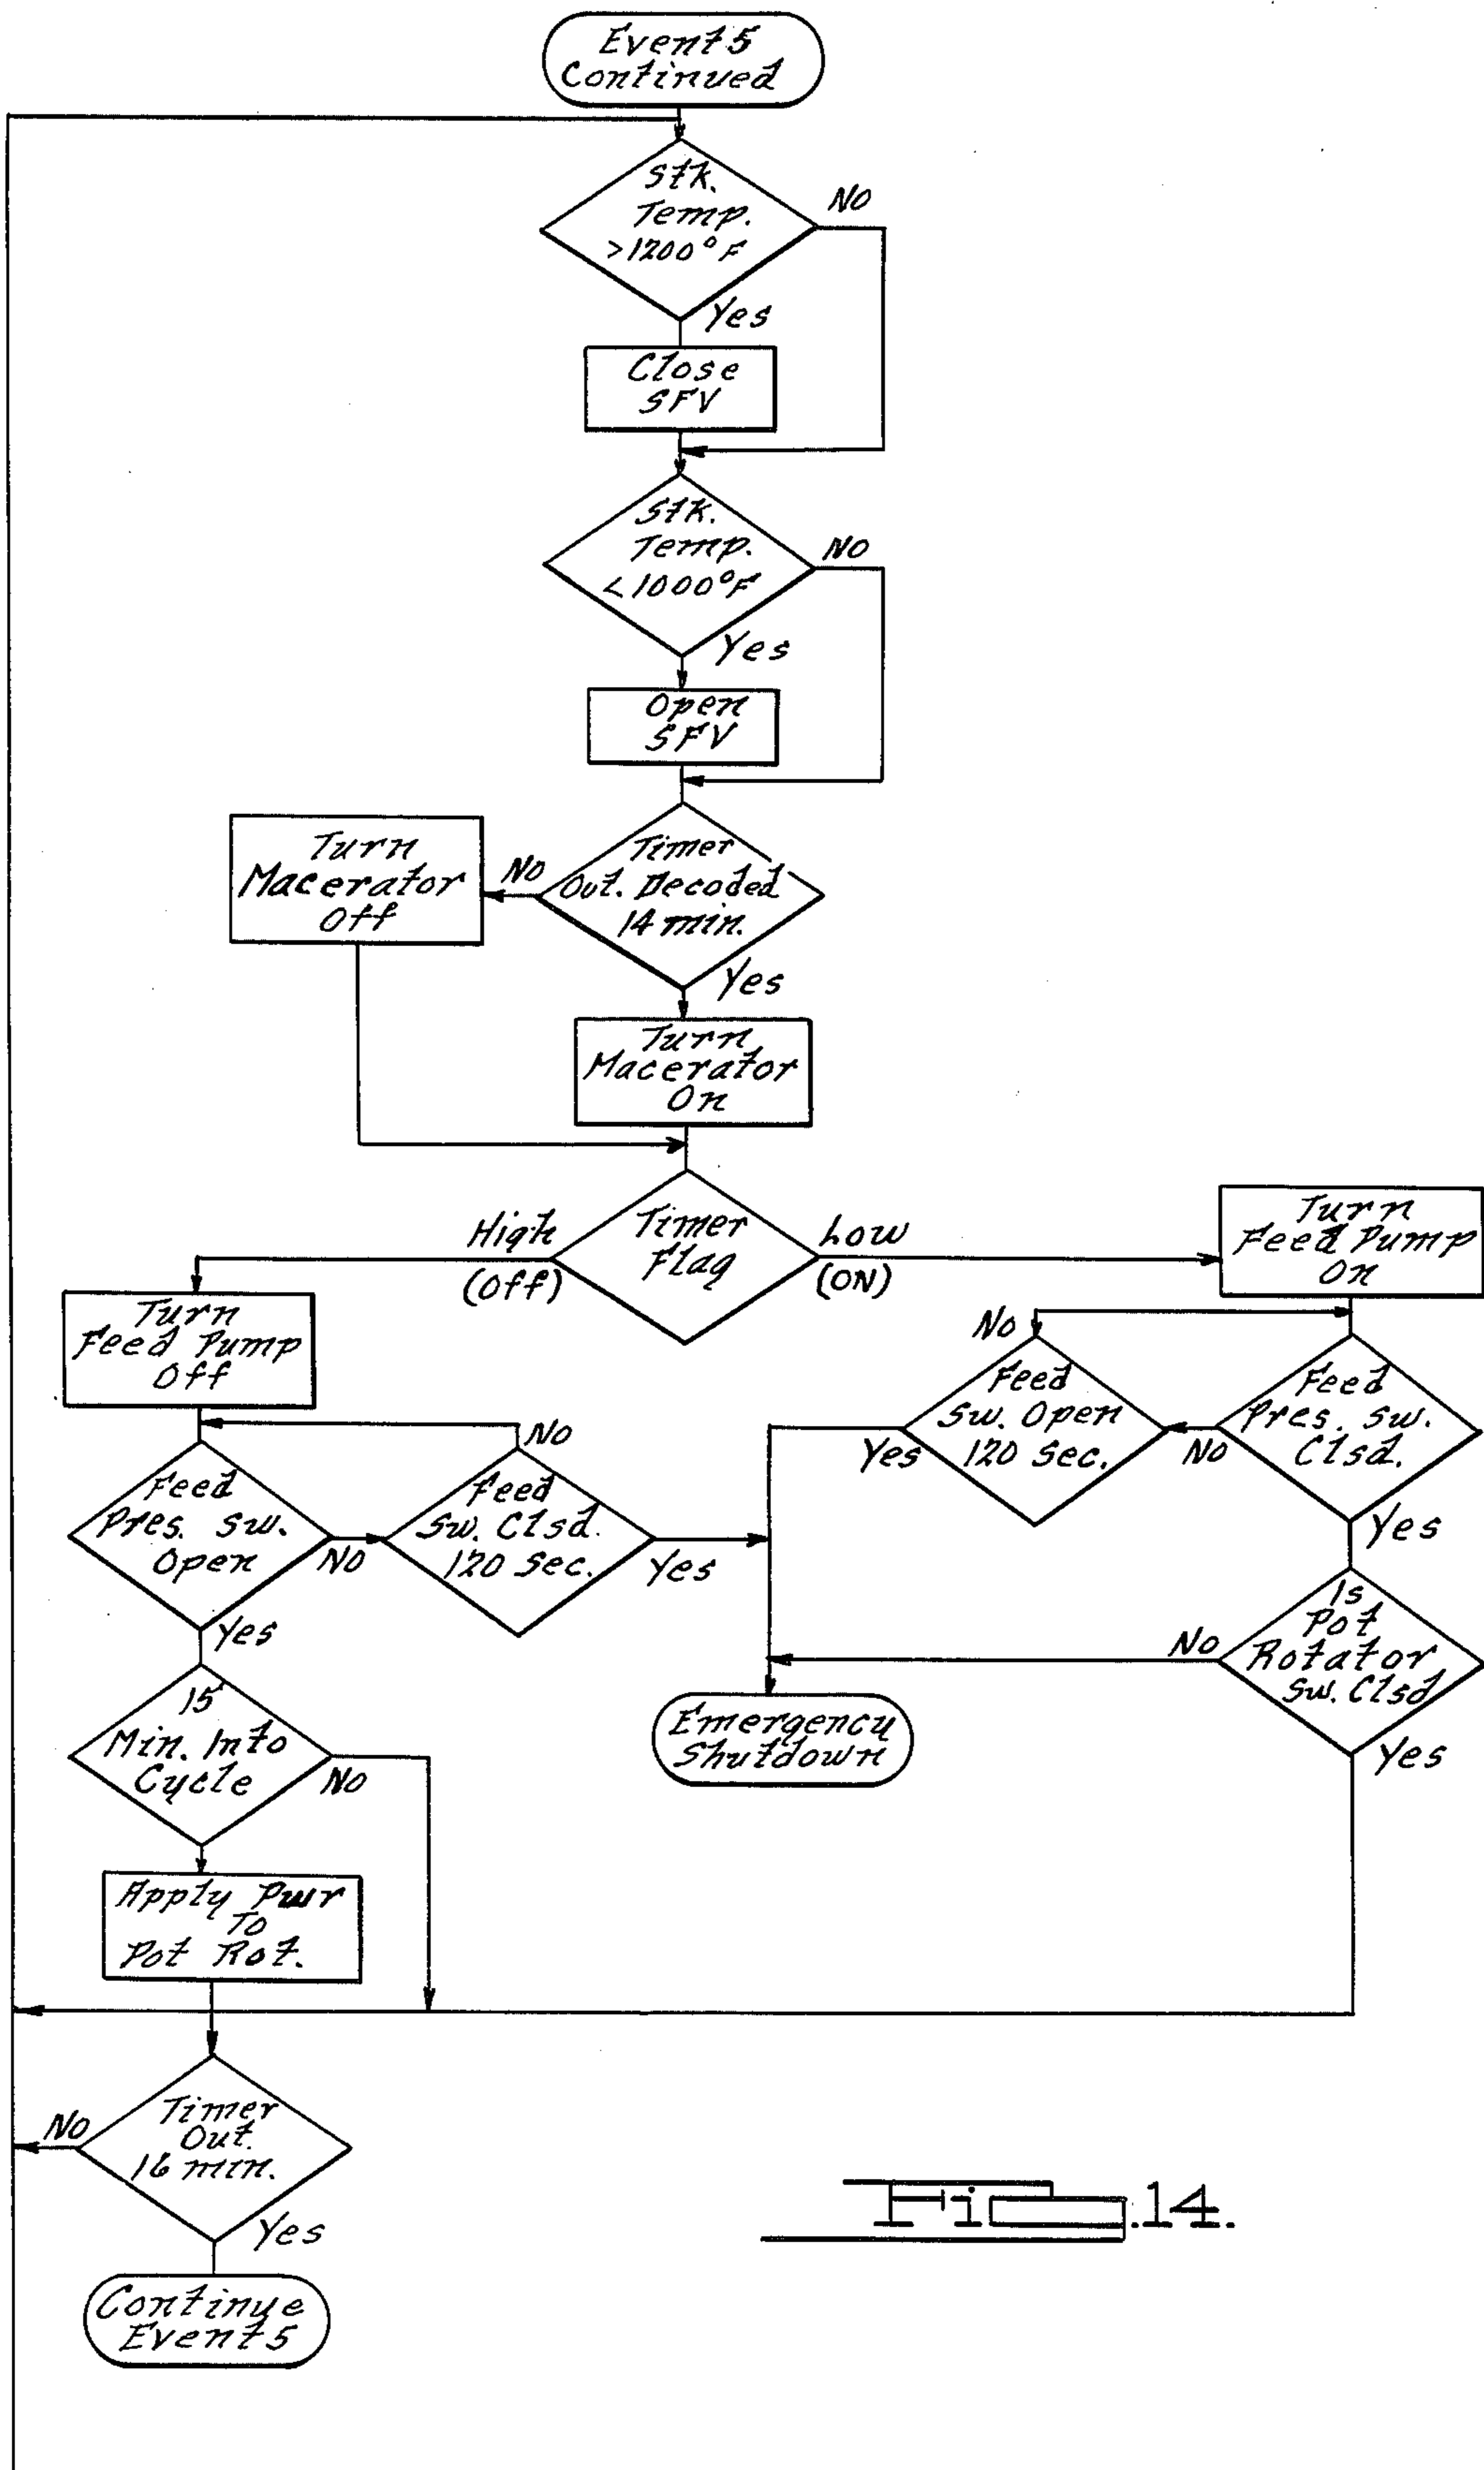 Event 5
Continued
Stk.
Temp.
>1200°F
No
Yes
Close
SFV
Stk.
Temp.
<1000°F
No
Yes
Open
SFV
Timer
Out. Decoded
14 min.
No
Turn
Macerator
Off
Yes
Turn
Macerator
On
Timer
Flag
High
(Off)
Low
(ON)
Turn
Feed Pump
On
Turn
Feed Pump
Off
Feed
Pres. Sw.
Clsd.
No
Yes
Feed
Sw. Open
120 Sec.
No
Yes
Feed
Pres. Sw.
Open
No
Yes
Feed
Sw. Clsd.
120 Sec.
No
Yes
Is
Pot
Rotator
Sw. Clsd
No
Yes
Emergency
Shutdown
15
Min. Into
Cycle
No
Apply Pwr
To
Pot Rot.
Timer
Out.
16 min.
No
Yes
Continue
Event 5
Fig. 14.